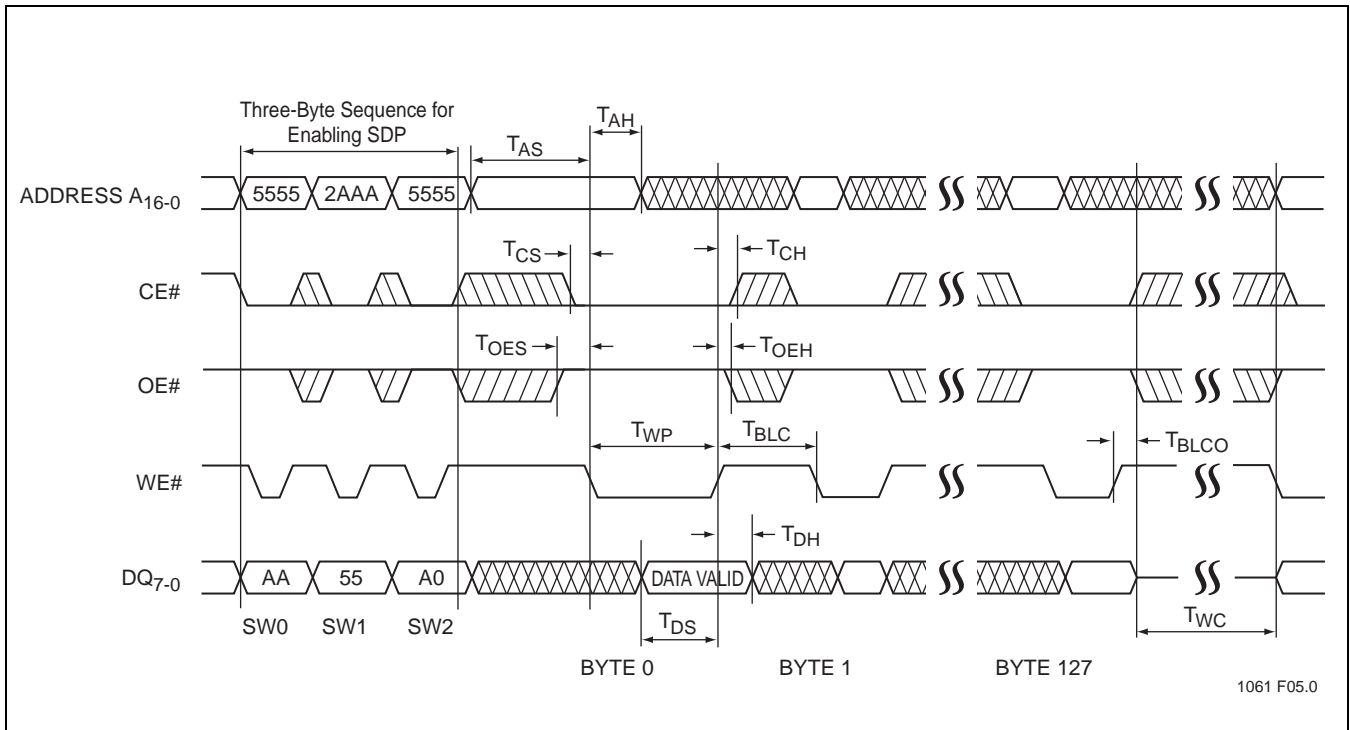 Three-Byte Sequence for
Enabling SDP
TAH
TAS
ADDRESS A16-0
5555 2AAA 5555
TCS
TCH
CE#
TOES
TOEH
OE#
TWP
TBLC
TBLCO
WE#
TDH
DQ7-0
AA 55 A0
DATA VALID
SW0 SW1 SW2
TDS
TWC
BYTE 0 BYTE 1 BYTE 127
1061 F05.0